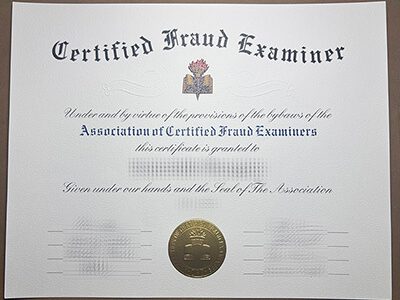 Certified Fraud Examiner
Under and by virtue of the provisions of the bylaws of the
Association of Certified Fraud Examiners
this certificate is granted to
Given under our hands and the Seal of The Association